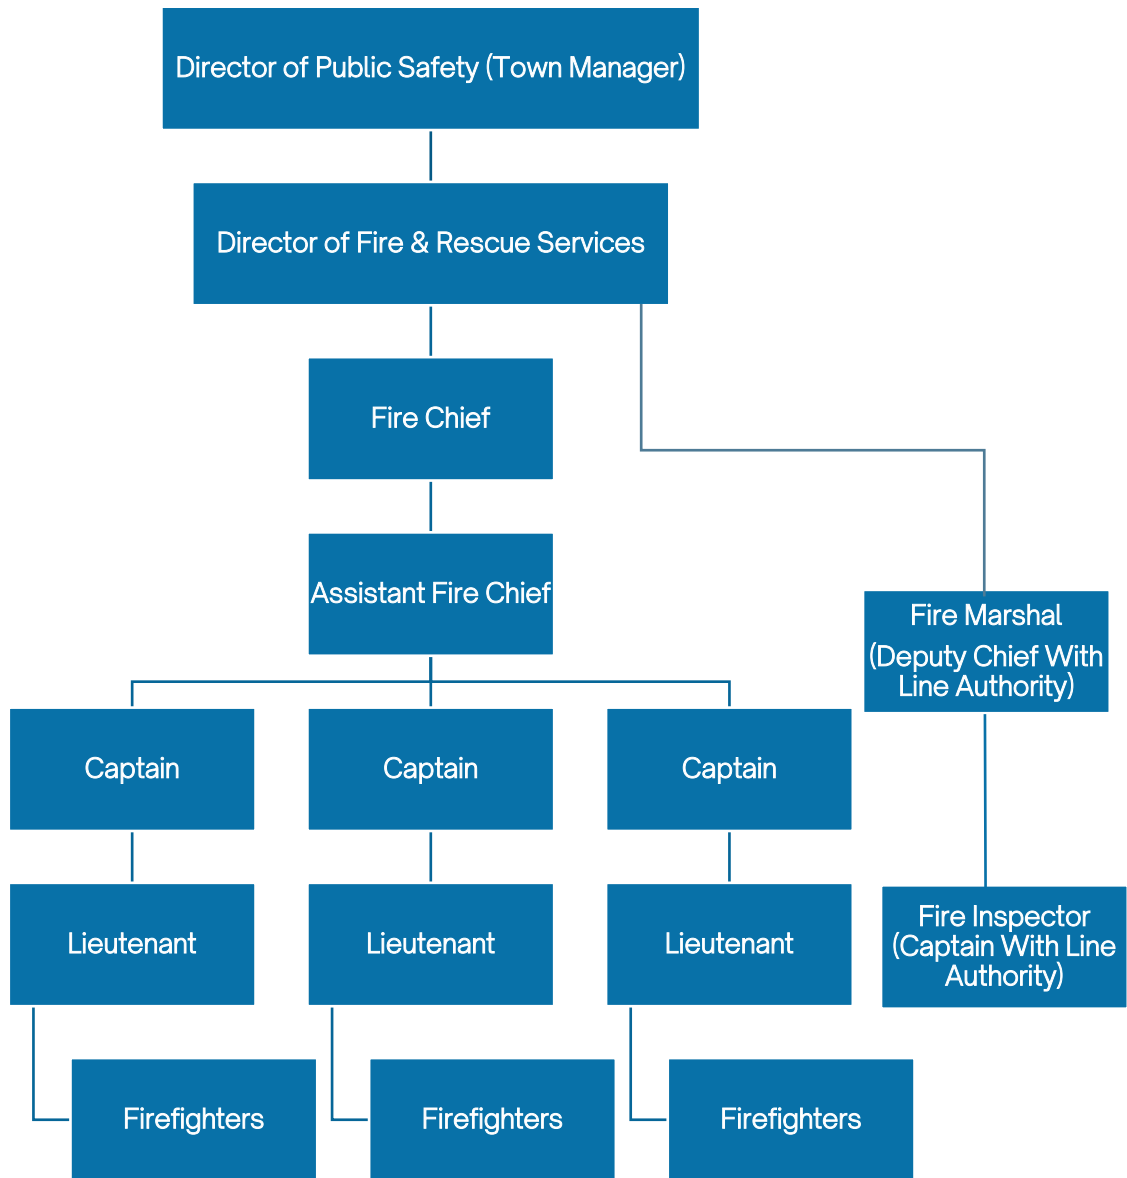 Director of Public Safety (Town Manager)
Director of Fire & Rescue Services
Fire Chief
Assistant Fire Chief
Fire Marshal
(Deputy Chief With
Line Authority)
Captain
Captain
Captain
Lieutenant
Lieutenant
Lieutenant
Fire Inspector
(Captain With Line
Authority)
Firefighters
Firefighters
Firefighters